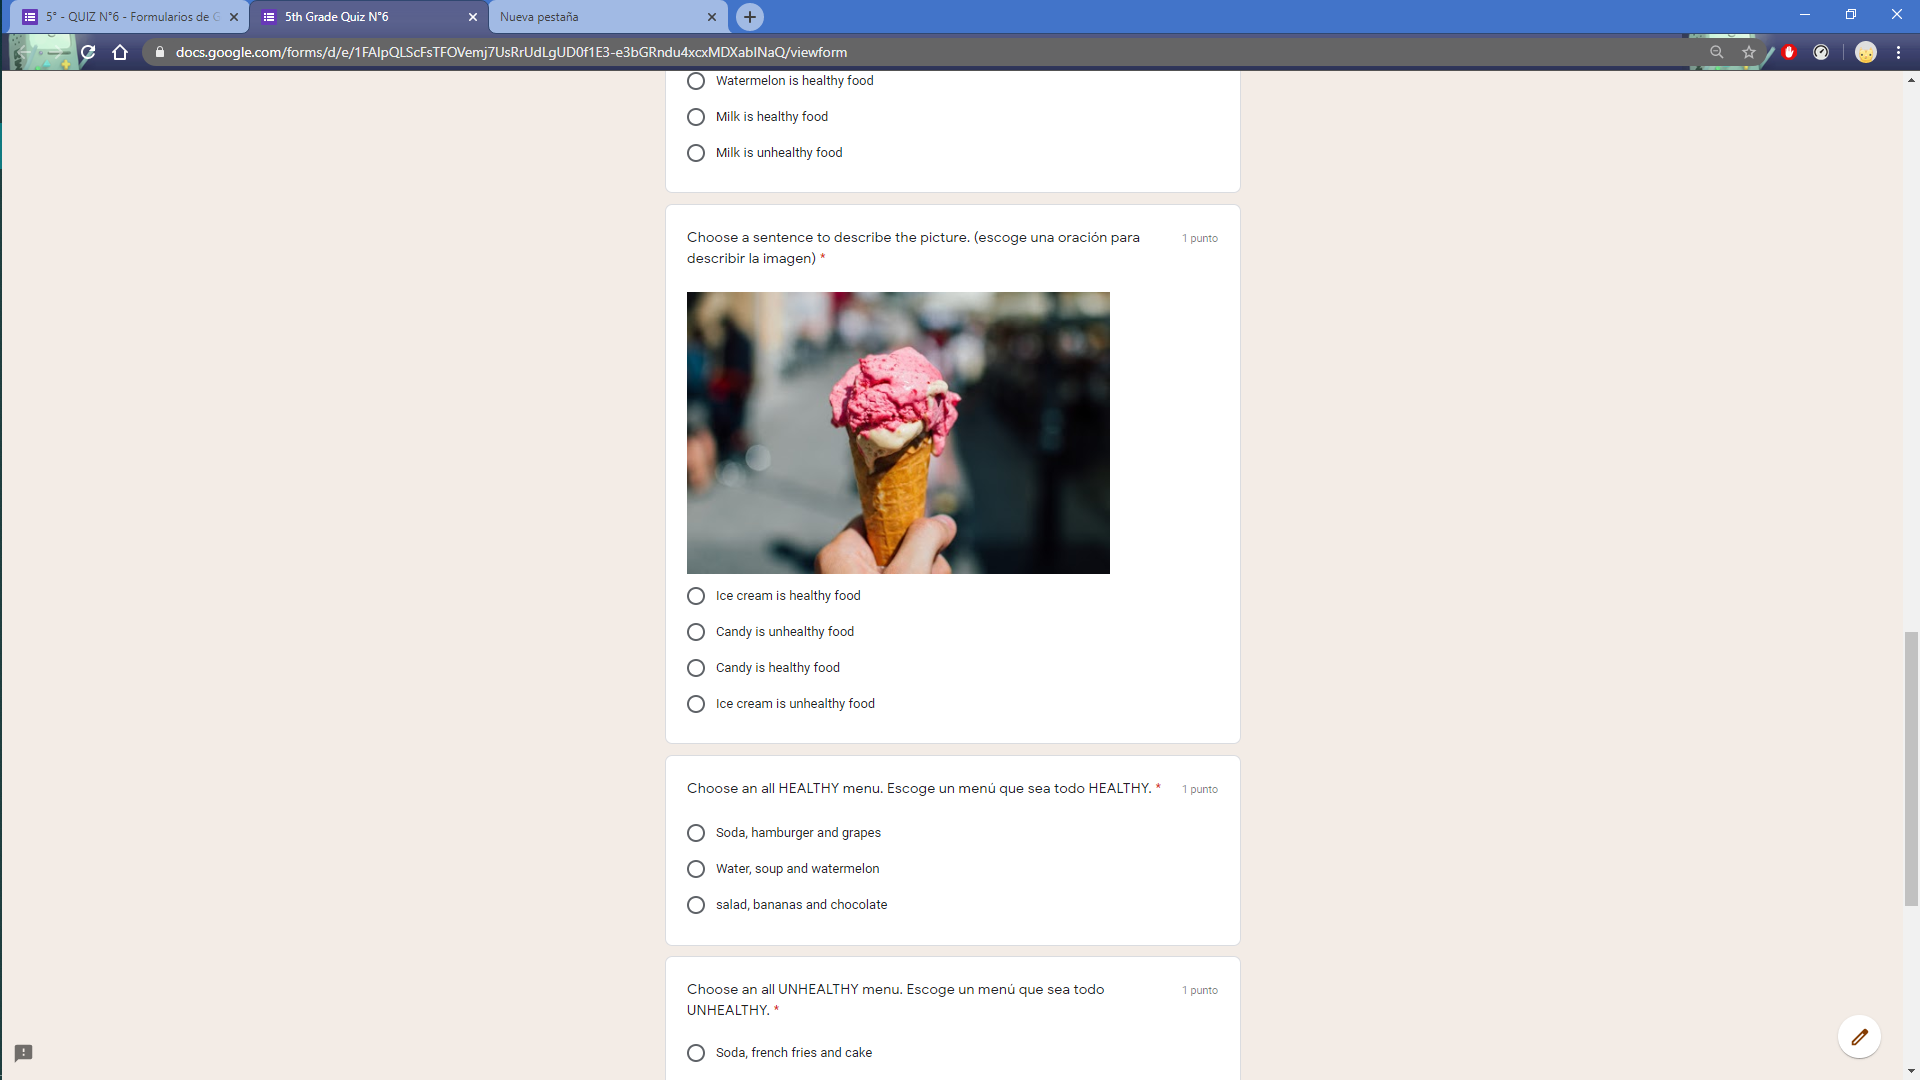 5° - QUIZ N°6 - Formularios de G
5th Grade Quiz N°6
Nueva pestaña
docs.google.com/forms/d/e/1FAIpQLScFsTFOVemj7UsRrUdLgUD0f1E3-e3bGRndu4xcxMDXabINaQ/viewform
Watermelon is healthy food
Milk is healthy food
Milk is unhealthy food
Choose a sentence to describe the picture. (escoge una oración para
describir la imagen) *
1 punto
Ice cream is healthy food
Candy is unhealthy food
Candy is healthy food
Ice cream is unhealthy food
Choose an all HEALTHY menu. Escoge un menú que sea todo HEALTHY. *
1 punto
Soda, hamburger and grapes
Water, soup and watermelon
salad, bananas and chocolate
Choose an all UNHEALTHY menu. Escoge un menú que sea todo
UNHEALTHY. *
1 punto
Soda, french fries and cake